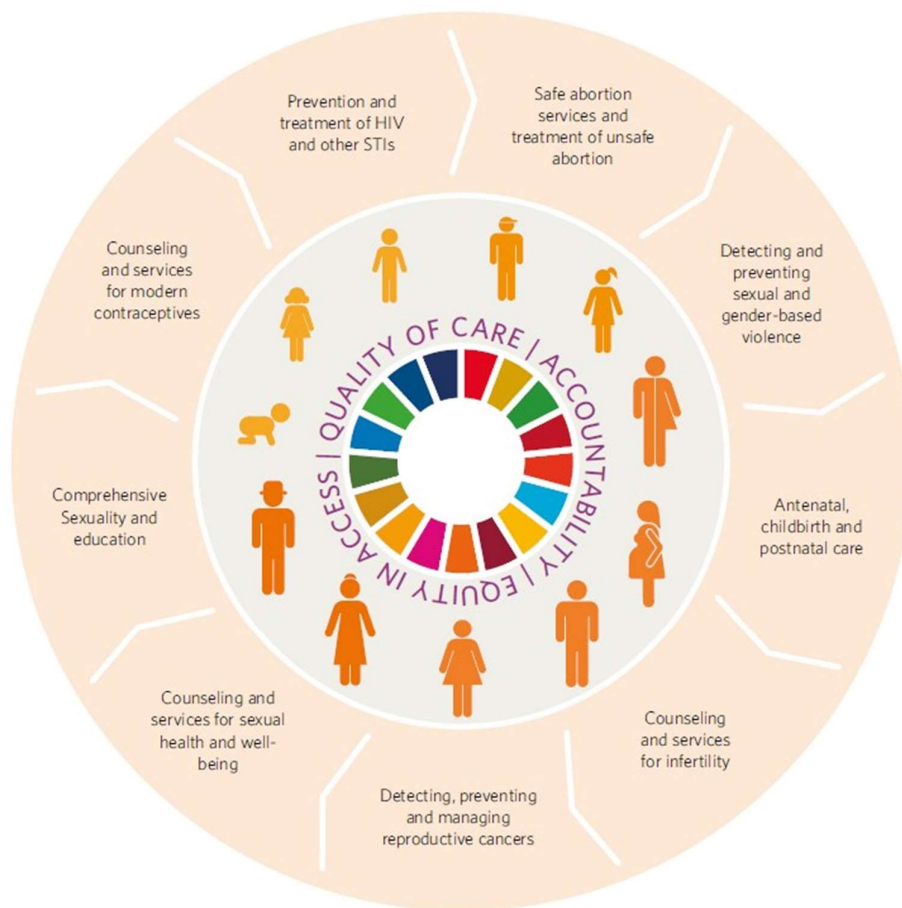 Prevention and
treatment of HIV
and other STIs
Safe abortion
services and
treatment of unsafe
abortion
Detecting and
preventing
sexual and
gender-based
violence
Antenatal,
childbirth and
postnatal care
Counseling
and services
for infertility
Detecting, preventing
and managing
reproductive cancers
Counseling and
services for sexual
health and well-
being
Comprehensive
Sexuality and
education
Counseling
and services
for modern
contraceptives
QUALITY OF CARE | ACCOUNTABILITY | EQUITY IN ACCESS |